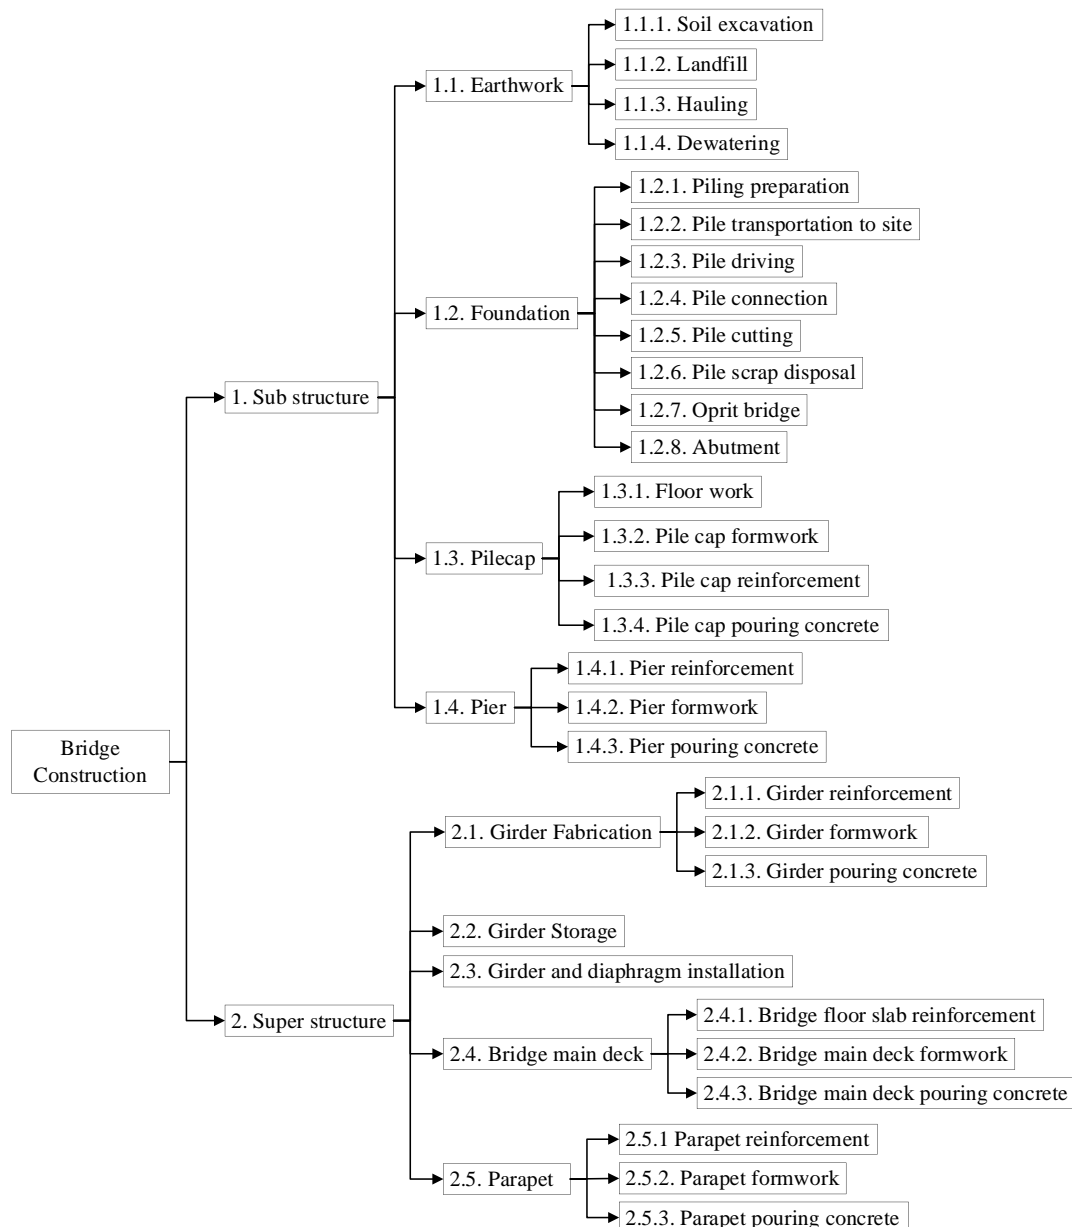 1.1.1. Soil excavation
1.1.2. Landfill
1.1. Earthwork
1.1.3. Hauling
1.1.4. Dewatering
1.2.1. Piling preparation
1.2.2. Pile transportation to site
1.2.3. Pile driving
1.2.4. Pile connection
1.2. Foundation
1.2.5. Pile cutting
1.2.6. Pile scrap disposal
1. Sub structure
1.2.7. Oprit bridge
1.2.8. Abutment
1.3.1. Floor work
1.3.2. Pile cap formwork
1.3. Pilecap
1.3.3. Pile cap reinforcement
1.3.4. Pile cap pouring concrete
1.4.1. Pier reinforcement
1.4. Pier
1.4.2. Pier formwork
1.4.3. Pier pouring concrete
Bridge
Construction
2.1.1. Girder reinforcement
2.1. Girder Fabrication
2.1.2. Girder formwork
2.1.3. Girder pouring concrete
2.2. Girder Storage
2.3. Girder and diaphragm installation
2. Super structure
2.4.1. Bridge floor slab reinforcement
2.4. Bridge main deck
2.4.2. Bridge main deck formwork
2.4.3. Bridge main deck pouring concrete
2.5.1 Parapet reinforcement
2.5. Parapet
2.5.2. Parapet formwork
2.5.3. Parapet pouring concrete